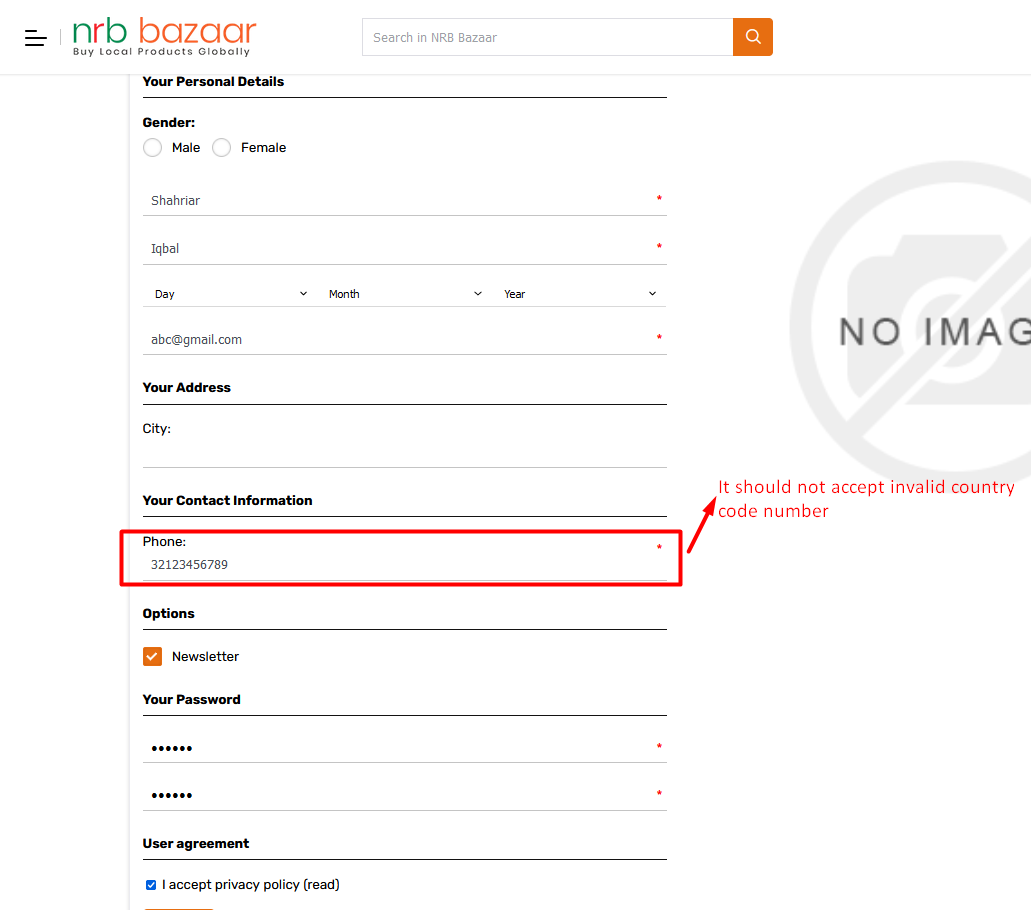 nrb bazaar
Buy Local Products Globally
Search in NRB Bazaar
Your Personal Details
Gender:
Male Female
Shahriar *
Iqbal *
Day Month Year
abc@gmail.com *
NO IMAG
Your Address
City:
Your Contact Information
It should not accept invalid country
code number
Phone: *
32123456789
Options
Newsletter
Your Password
•••••• *
•••••• *
User agreement
I accept privacy policy (read)